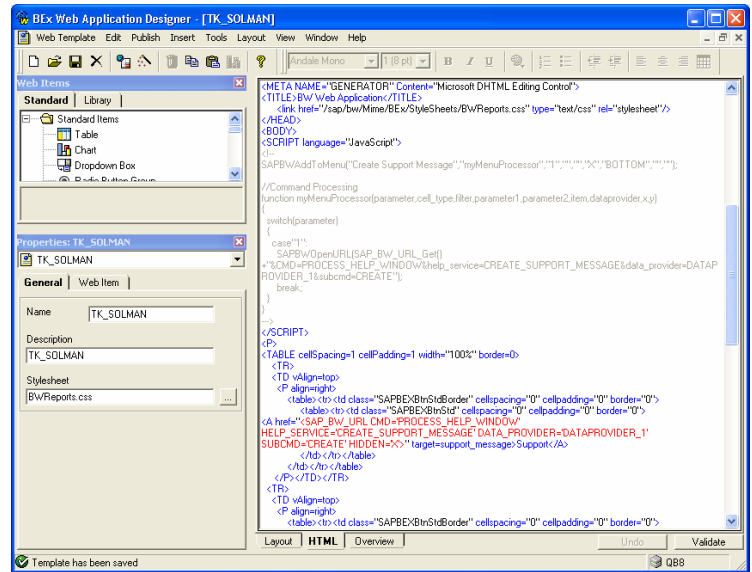 BEx Web Application Designer - [TK_SOLMAN]
Web Template Edit Publish Insert Tools Layout View Window Help
Andale Mono 1 (8 pt) B I U
Web Items
Standard Library
Standard Items
Table
Chart
Dropdown Box
Radio Button Group
Properties: TK_SOLMAN
TK_SOLMAN
General Web Item
Name TK_SOLMAN
Description
TK_SOLMAN
Stylesheet
BWReports.css ...
<META NAME="GENERATOR" Content="Microsoft DHTML Editing Control">
<TITLE>BW Web Application</TITLE>
<link href="/sap/bw/Mime/BEx/StyleSheets/BWReports.css" type="text/css" rel="stylesheet"/>
</HEAD>
<BODY>
<SCRIPT language="JavaScript">
<!--
SAPBWAddToMenu("Create Support Message","myMenuProcessor","1","","","X","BOTTOM","","");
//Command Processing
function myMenuProcessor(parameter,cell_type,filter,parameter1,parameter2,item,dataprovider,x,y)
{
switch(parameter)
{
case"1":
SAPBWOpenURL(SAP_BW_URL_Get()
+"&CMD=PROCESS_HELP_WINDOW&help_service=CREATE_SUPPORT_MESSAGE&data_provider=DATAP
ROVIDER_1&subcmd=CREATE");
break;
}
}
-->
</SCRIPT>
<P>
<TABLE cellSpacing=1 cellPadding=1 width="100%" border=0>
<TR>
<TD vAlign=top>
<P align=right>
<table><tr><td class="SAPBEXBtnStdBorder" cellspacing="0" cellpadding="0" border="0">
<table><tr><td class="SAPBEXBtnStd" cellspacing="0" cellpadding="0" border="0">
<A href="<SAP_BW_URL CMD='PROCESS_HELP_WINDOW'
HELP_SERVICE='CREATE_SUPPORT_MESSAGE' DATA_PROVIDER='DATAPROVIDER_1'
SUBCMD='CREATE' HIDDEN='X'>" target=support_message>Support</A>
</td></tr></table>
</td></tr></table>
</P></TD></TR>
<TR>
<TD vAlign=top>
<P align=right>
<table><tr><td class="SAPBEXBtnStdBorder" cellspacing="0" cellpadding="0" border="0">
Layout HTML Overview Undo Validate
Template has been saved QB8